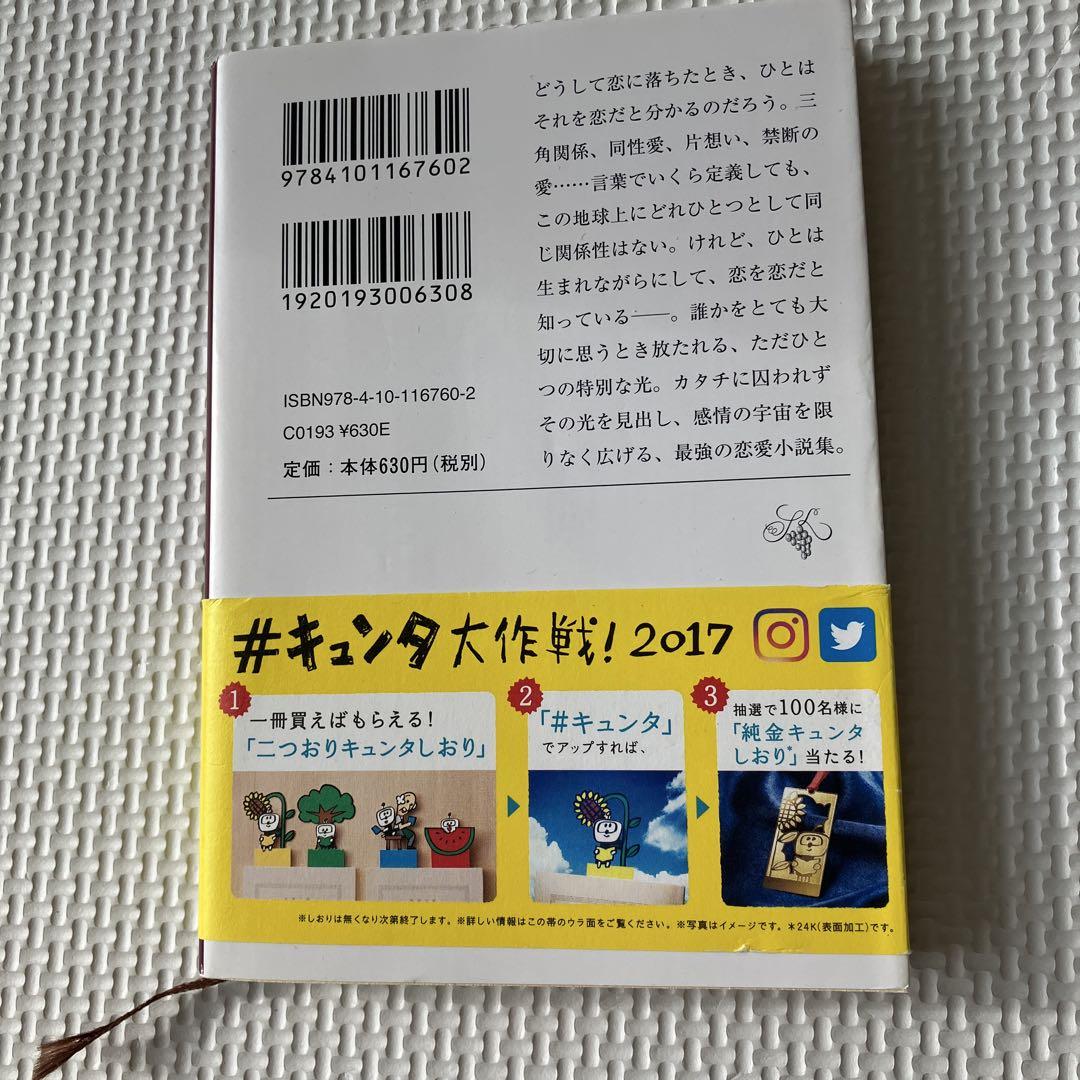 9784101167602
1920193006308
ISBN978-4-10-116760-2
C0193 ¥630E
定価：本体630円(税別)
どうして恋に落ちたとき、ひとは
それを恋だと分かるのだろう。三
角関係、同性愛、片想い、禁断の
愛……言葉でいくら定義しても、
この地球上にどれひとつとして同
じ関係性はない。けれど、ひとは
生まれながらにして、恋を恋だと
知っている――。誰かをとても大
切に思うとき放たれる、ただひと
つの特別な光。カタチに囚われず
その光を見出し、感情の宇宙を限
りなく広げる、最強の恋愛小説集。
#キュンタ大作戦!2017
1
一冊買えばもらえる!
「二つおりキュンタしおり」
2
「#キュンタ」
でアップすれば、
3
抽選で100名様に
「純金キュンタ
しおり*」当たる!
※しおりは無くなり次第終了します。※詳しい情報はこの帯のウラ面をご覧ください。※写真はイメージです。＊24K(表面加工)です。